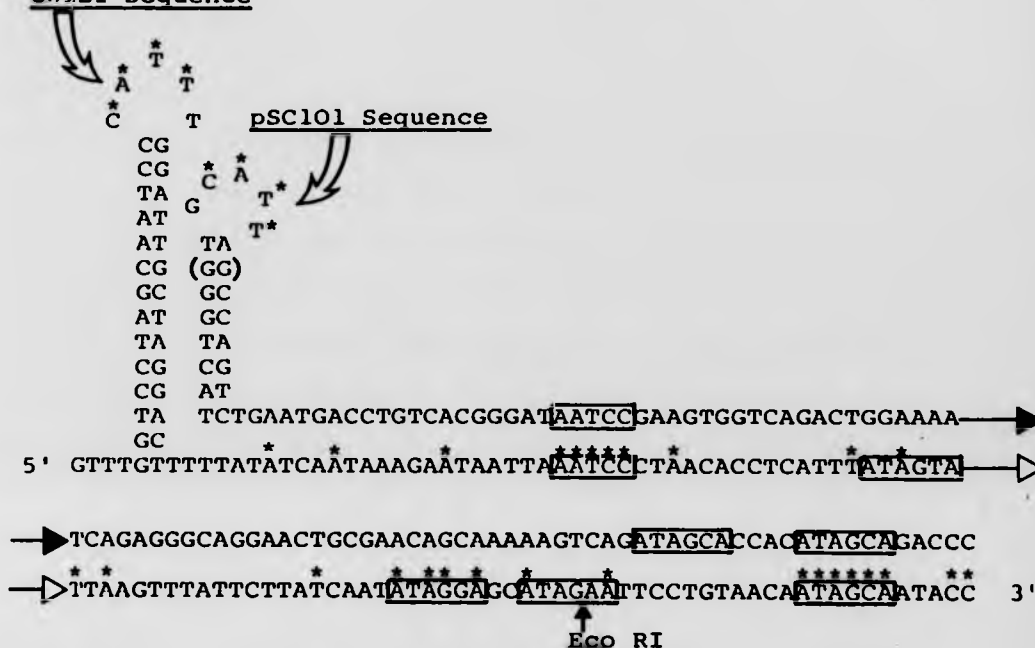 Sequence
*
* T *
A T
*
C T pSC101 Sequence
CG
CG * * *
C A
TA G T*
AT T*
AT TA
CG (GG)
GC GC
AT GC
TA TA
CG CG
CG AT
TA TCTGAATGACCTGTCACGGGATAATCCGAAGTGGTCAGACTGGAAAA
GC * * * ***** * * *
5' GTTTGTTTTTATATCAATAAAGAATAATTAAATCCCTAACACCTCATTTATAGTA
TCAGAGGGCAGGAACTGCGAACAGCAAAAAGTCAGATAGCACCACATAGCAGACCC
* * * * ** * * * ****** **
TTAAGTTTATTCTTATCAATATAGGAGCATAGAATTCCTGTAACAATAGCAATACC 3'
Eco RI